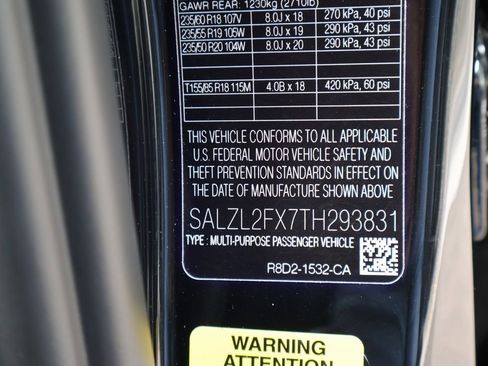 GAWR REAR: 1230kg (2710lb)
235/60 R18 107V 8.0J x 18 270 kPa, 40 psi
235/55 R19 105W 8.0J x 19 290 kPa, 43 psi
235/50 R20 104W 8.0J x 20 290 kPa, 43 psi
T155/85 R18 115M 4.0B x 18 420 kPa, 60 psi
THIS VEHICLE CONFORMS TO ALL APPLICABLE
U.S. FEDERAL MOTOR VEHICLE SAFETY AND
THEFT PREVENTION STANDARDS IN EFFECT ON
THE DATE OF MANUFACTURE SHOWN ABOVE
SALZL2FX7TH293831
TYPE : MULTI-PURPOSE PASSENGER VEHICLE
R8D2-1532-CA
WARNING
ATTENTION